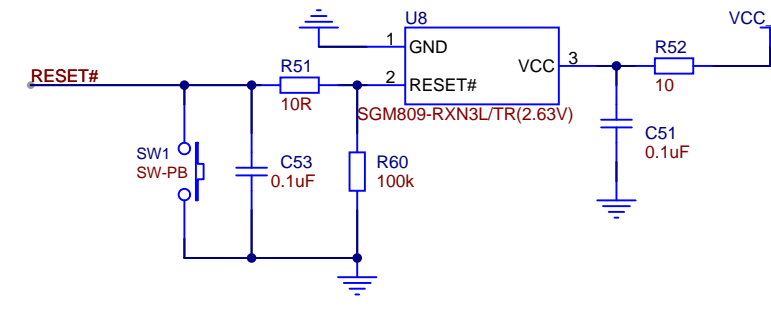 U8
VCC_
1
GND
R51
R52
VCC
3
RESET#
2
RESET#
10R
10
SGM809-RXN3L/TR(2.63V)
C51
0.1uF
SW1
SW-PB
C53
0.1uF
R60
100k